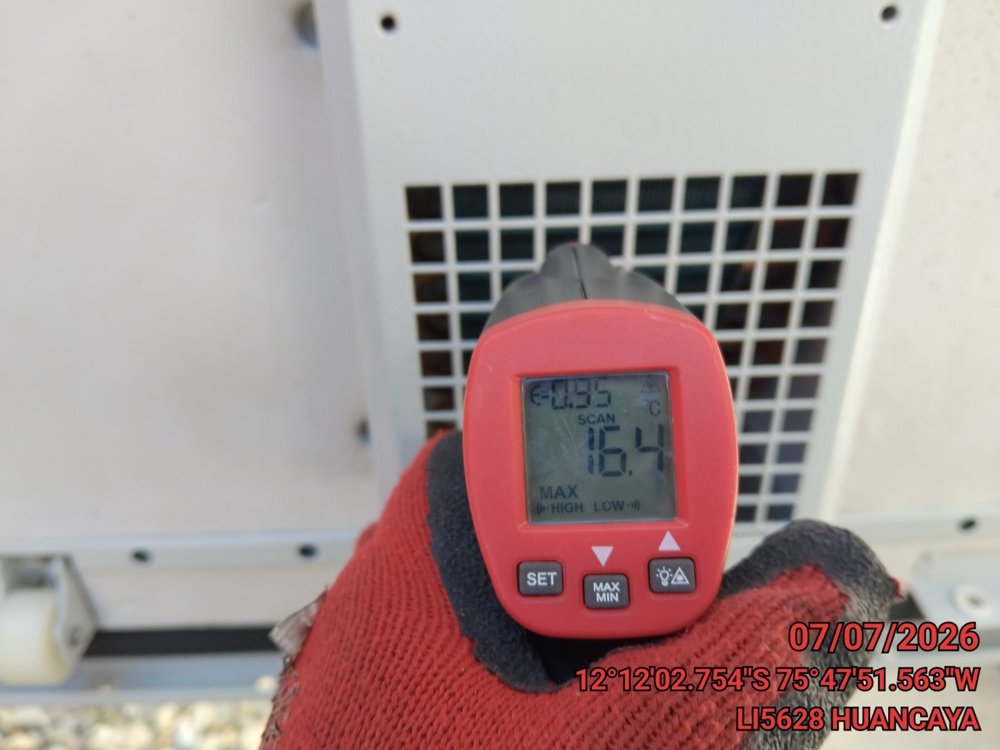 ε=0.95
°C
SCAN
16.4
MAX
HIGH LOW
SET
MAX
MIN
07/07/2026
12°12'02.754"S 75°47'51.563"W
LI5628 HUANCAYA